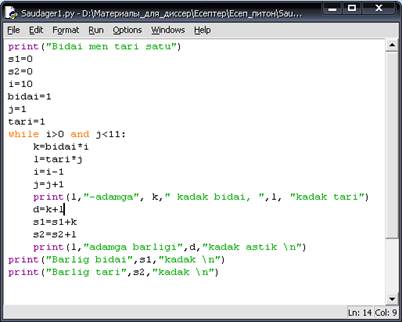 Saudager1.py - D:\Материалы_для_диссер\Есептер\Есеп_питон\Sau...
File Edit Format Run Options Windows Help
print("Bidai men tari satu")
s1=0
s2=0
i=10
bidai=1
j=1
tari=1
while i>0 and j<11:
k=bidai*i
l=tari*j
i=i-1
j=j+1
print(l,"-adamga", k," kadak bidai, ",l, "kadak tari")
d=k+l
s1=s1+k
s2=s2+l
print(l,"adamga barligi",d,"kadak astik \n")
print("Barlig bidai",s1,"kadak \n")
print("Barlig tari",s2,"kadak \n")
Ln: 14 Col: 9